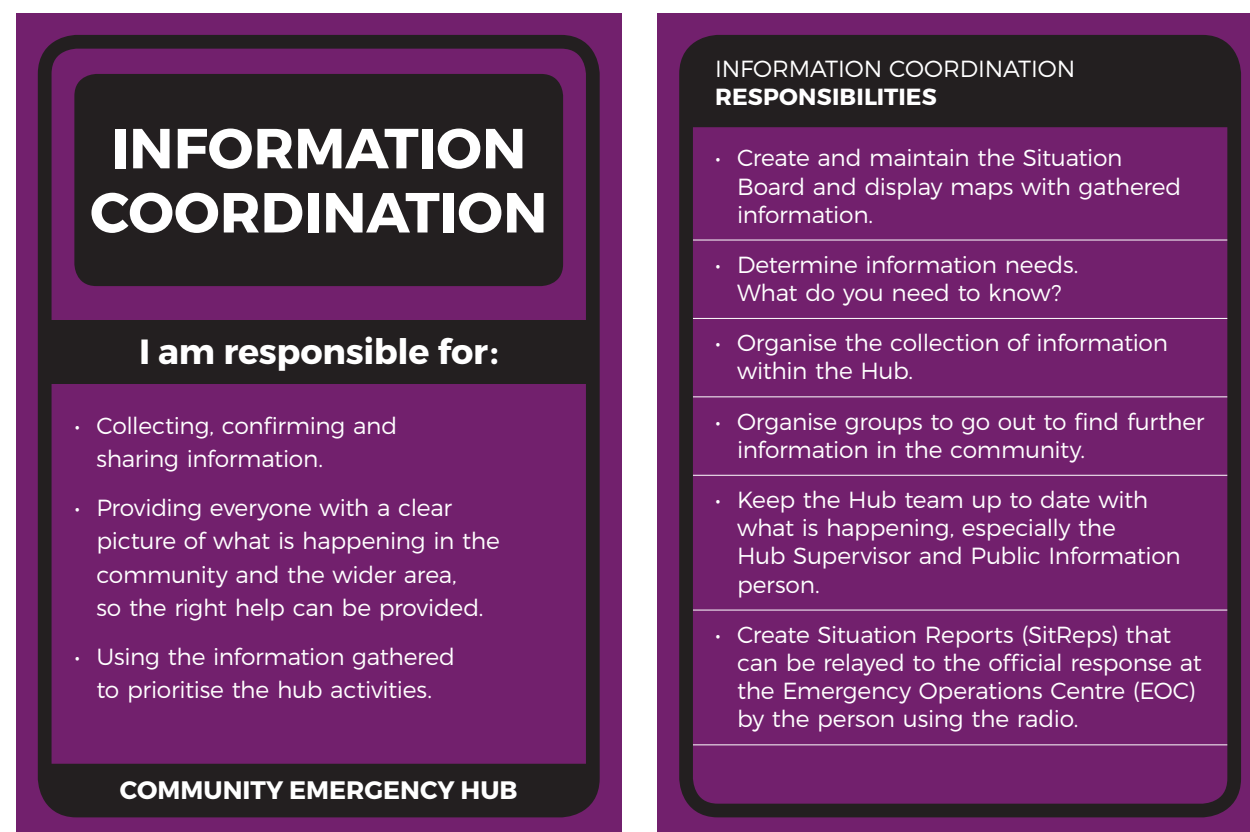 INFORMATION
COORDINATION
I am responsible for:
• Collecting, confirming and
sharing information.
• Providing everyone with a clear
picture of what is happening in the
community and the wider area,
so the right help can be provided.
• Using the information gathered
to prioritise the hub activities.
COMMUNITY EMERGENCY HUB
INFORMATION COORDINATION
RESPONSIBILITIES
• Create and maintain the Situation
Board and display maps with gathered
information.
• Determine information needs.
What do you need to know?
• Organise the collection of information
within the Hub.
• Organise groups to go out to find further
information in the community.
• Keep the Hub team up to date with
what is happening, especially the
Hub Supervisor and Public Information
person.
• Create Situation Reports (SitReps) that
can be relayed to the official response at
the Emergency Operations Centre (EOC)
by the person using the radio.